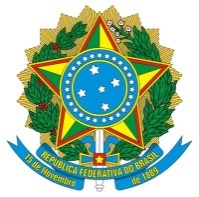 REPÚBLICA FEDERATIVA DO BRASIL
15 de Novembro
de 1889